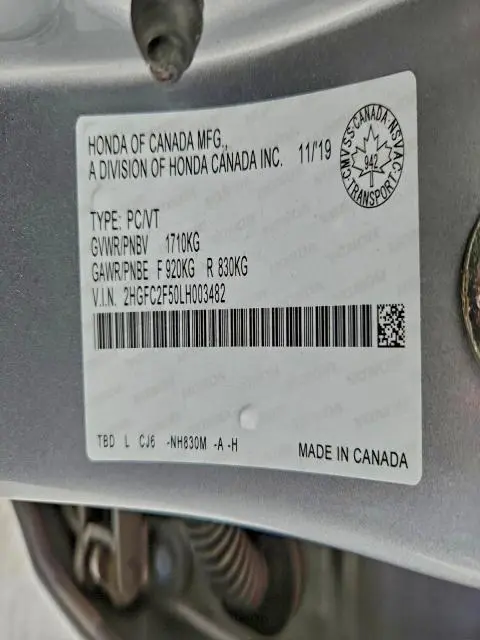 HONDA OF CANADA MFG.,
A DIVISION OF HONDA CANADA INC. 11/'19
CMVSS·CANADA·NSVAC
942
TRANSPORT
TYPE: PC/VT
GVWR/PNBV 1710KG
GAWR/PNBE F 920KG R 830KG
V.I.N. 2HGFC2F50LH003482
TBD L CJ6 -NH830M -A -H
MADE IN CANADA